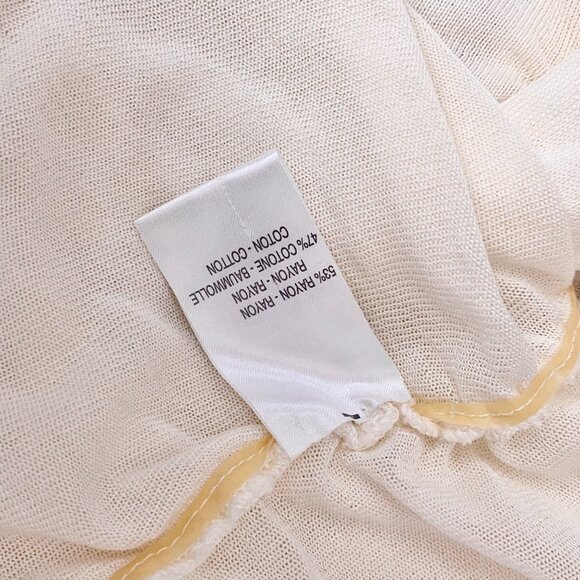 53% RAYON - RAYON
RAYON - RAYON
47% COTONE - BAUMWOLLE
COTON - COTTON